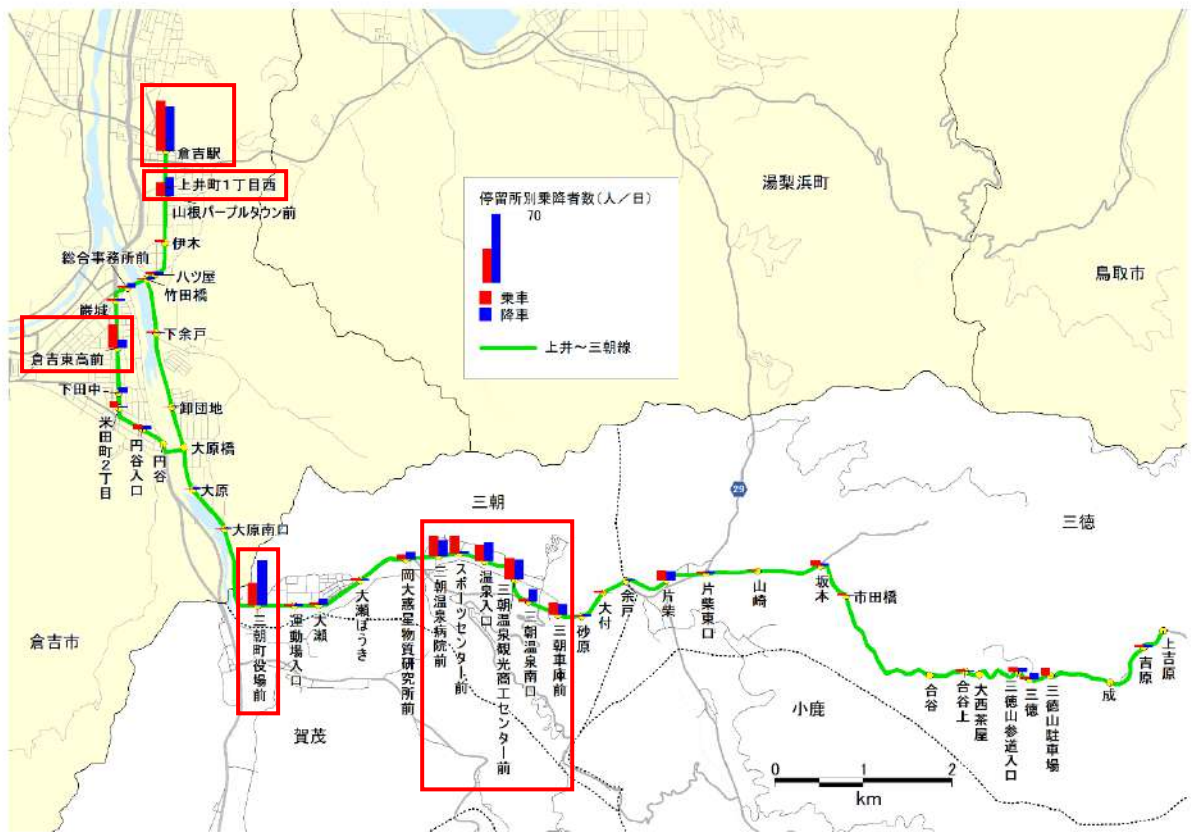 倉吉駅
上井町1丁目西
山根パープルタウン前
伊木
総合事務所前
八ツ屋
竹田橋
巌城
倉吉東高前
下余戸
下田中
卸団地
米田町2丁目
円谷入口
円谷
大原橋
大原
大原南口
停留所別乗降者数(人/日)
70
乗車
降車
上井～三朝線
湯梨浜町
鳥取市
29
三朝
三徳
倉吉市
賀茂
小鹿
三朝町役場前
運動場入口
大瀬
大瀬ぼうき
岡大惑星物質研究所前
三朝温泉病院前
スポーツセンター前
温泉入口
三朝温泉観光商工センター前
三朝温泉南口
三朝車庫前
砂原
大付
余戸
片柴
片柴東口
山崎
坂本
市田橋
合谷
合谷上
大西茶屋
三徳山参道入口
三徳
三徳山駐車場
成
吉原
上吉原
0 1 2
km